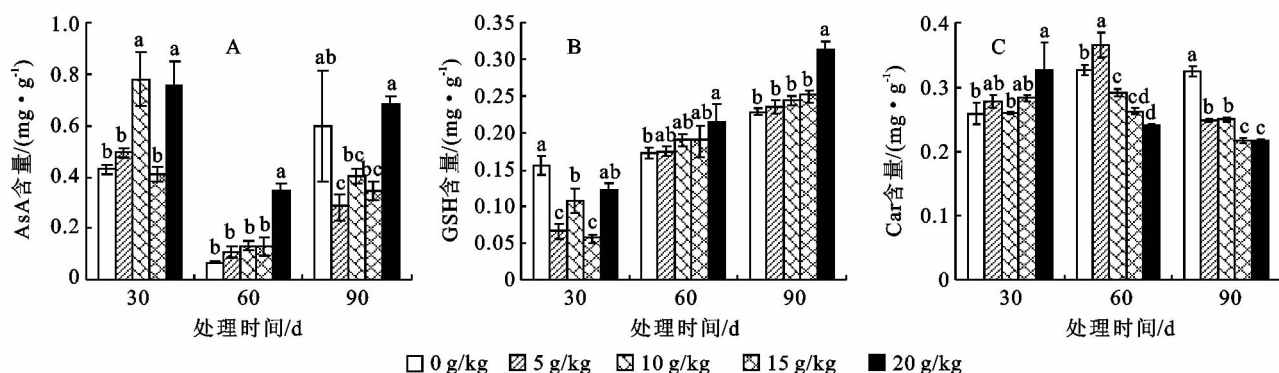 AsA含量/(mg·g⁻¹)
1.0
0.8
0.6
0.4
0.2
0
A
b b a b a
b b b b a
ab c bc bc a
30 60 90
处理时间/d
GSH含量/(mg·g⁻¹)
0.35
0.30
0.25
0.20
0.15
0.10
0.05
0
B
a c b c ab
b ab ab ab a
b b b b a
30 60 90
处理时间/d
Car含量/(mg·g⁻¹)
0.4
0.3
0.2
0.1
0
C
b ab b ab a
b a c cd d
a b b c c
30 60 90
处理时间/d
0 g/kg 5 g/kg 10 g/kg 15 g/kg 20 g/kg